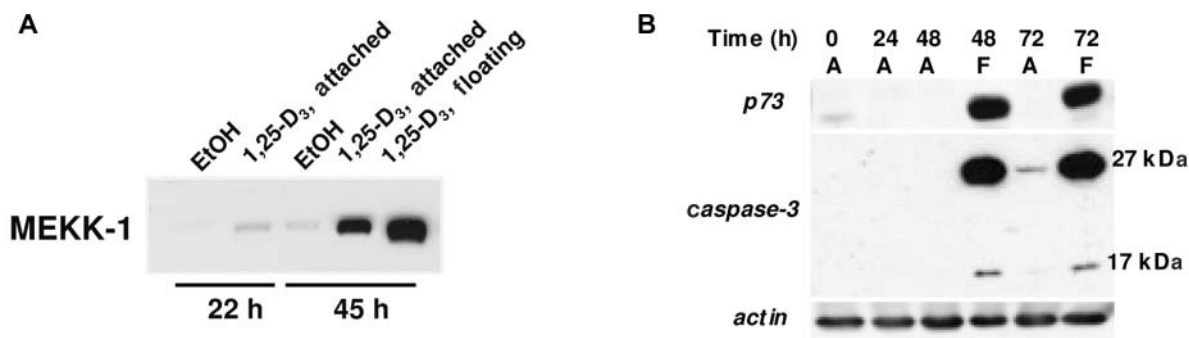 A
EtOH
1,25-D3, attached
EtOH
1,25-D3, attached
1,25-D3, floating
MEKK-1
22 h
45 h
B
Time (h) 0 24 48 48 72 72
A A A F A F
p73
27 kDa
caspase-3
17 kDa
actin